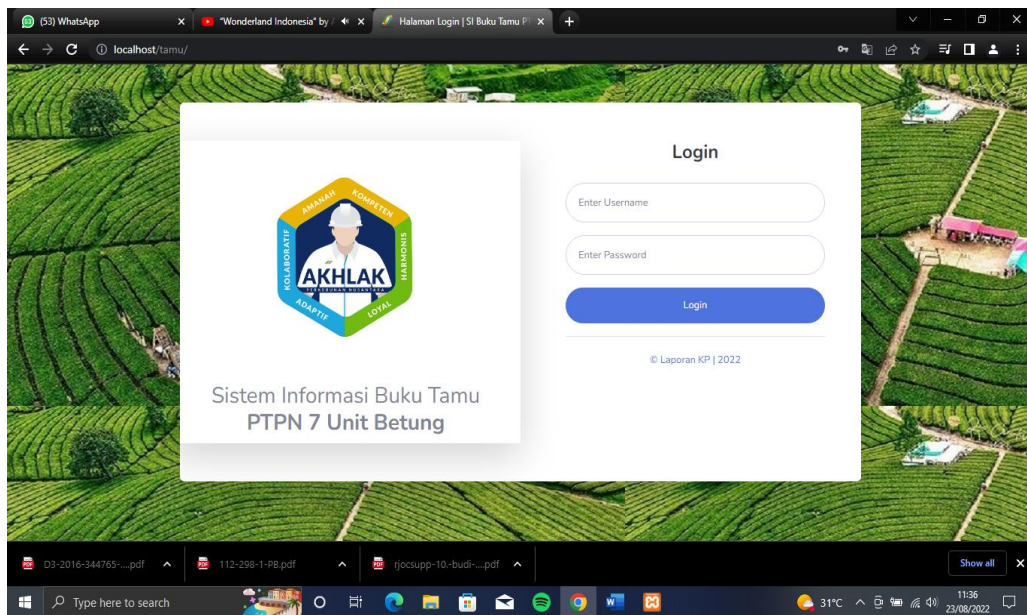 (53) WhatsApp
"Wonderland Indonesia" by
Halaman Login | SI Buku Tamu PT
localhost/tamu/
Login
Enter Username
Enter Password
Login
© Laporan KP | 2022
AMANAH
KOMPETEN
HARMONIS
LOYAL
ADAPTIF
KOLABORATIF
AKHLAK
PERKEBUNAN NUSANTARA
Sistem Informasi Buku Tamu
PTPN 7 Unit Betung
D3-2016-344765-....pdf
112-298-1-PB.pdf
rjocsupp-10.-budi-....pdf
Show all
Type here to search
31°C
11:36
23/08/2022